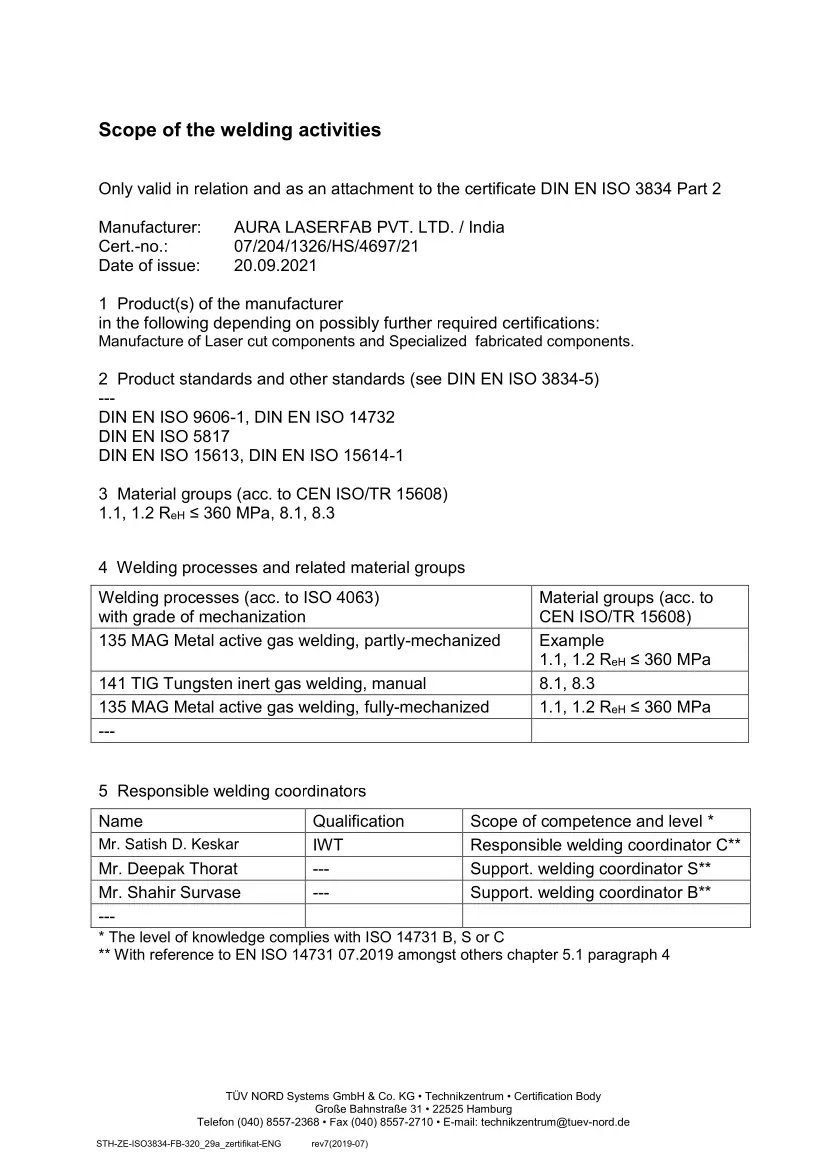 Scope of the welding activities
Only valid in relation and as an attachment to the certificate DIN EN ISO 3834 Part 2
Manufacturer: AURA LASERFAB PVT. LTD. / India
Cert.-no.: 07/204/1326/HS/4697/21
Date of issue: 20.09.2021
1 Product(s) of the manufacturer
in the following depending on possibly further required certifications:
Manufacture of Laser cut components and Specialized fabricated components.
2 Product standards and other standards (see DIN EN ISO 3834-5)
---
DIN EN ISO 9606-1, DIN EN ISO 14732
DIN EN ISO 5817
DIN EN ISO 15613, DIN EN ISO 15614-1
3 Material groups (acc. to CEN ISO/TR 15608)
1.1, 1.2 ReH ≤ 360 MPa, 8.1, 8.3
4 Welding processes and related material groups
Welding processes (acc. to ISO 4063) Material groups (acc. to
with grade of mechanization CEN ISO/TR 15608)
135 MAG Metal active gas welding, partly-mechanized Example
1.1, 1.2 ReH ≤ 360 MPa
141 TIG Tungsten inert gas welding, manual 8.1, 8.3
135 MAG Metal active gas welding, fully-mechanized 1.1, 1.2 ReH ≤ 360 MPa
---
5 Responsible welding coordinators
Name Qualification Scope of competence and level *
Mr. Satish D. Keskar IWT Responsible welding coordinator C**
Mr. Deepak Thorat --- Support. welding coordinator S**
Mr. Shahir Survase --- Support. welding coordinator B**
---
* The level of knowledge complies with ISO 14731 B, S or C
** With reference to EN ISO 14731 07.2019 amongst others chapter 5.1 paragraph 4
TÜV NORD Systems GmbH & Co. KG • Technikzentrum • Certification Body
Große Bahnstraße 31 • 22525 Hamburg
Telefon (040) 8557-2368 • Fax (040) 8557-2710 • E-mail: technikzentrum@tuev-nord.de
STH-ZE-ISO3834-FB-320_29a_zertifikat-ENG rev7(2019-07)